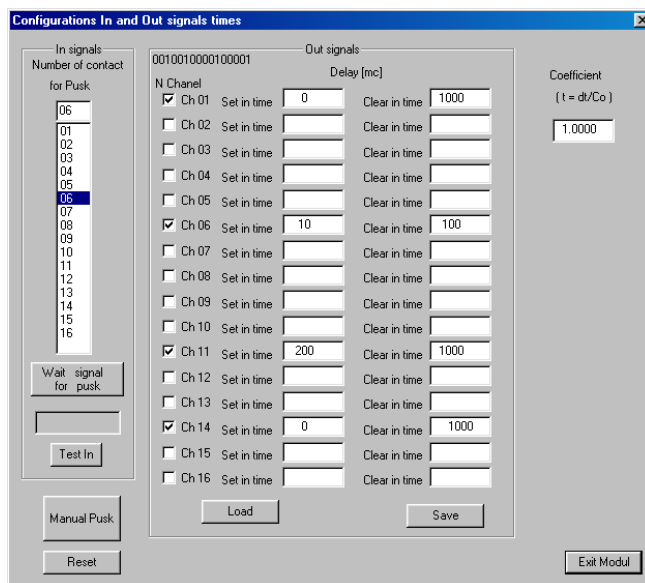 Configurations In and Out signals times
In signals
Number of contact
for Pusk
06
01
02
03
04
05
06
07
08
09
10
11
12
13
14
15
16
Wait signal
for pusk
Test In
Manual Pusk
Reset
Out signals
0010010000100001
Delay [mc]
N Chanel
Ch 01 Set in time 0 Clear in time 1000
Ch 02 Set in time Clear in time
Ch 03 Set in time Clear in time
Ch 04 Set in time Clear in time
Ch 05 Set in time Clear in time
Ch 06 Set in time 10 Clear in time 100
Ch 07 Set in time Clear in time
Ch 08 Set in time Clear in time
Ch 09 Set in time Clear in time
Ch 10 Set in time Clear in time
Ch 11 Set in time 200 Clear in time 1000
Ch 12 Set in time Clear in time
Ch 13 Set in time Clear in time
Ch 14 Set in time 0 Clear in time 1000
Ch 15 Set in time Clear in time
Ch 16 Set in time Clear in time
Load
Save
Coefficient
( t = dt/Co )
1.0000
Exit Modul